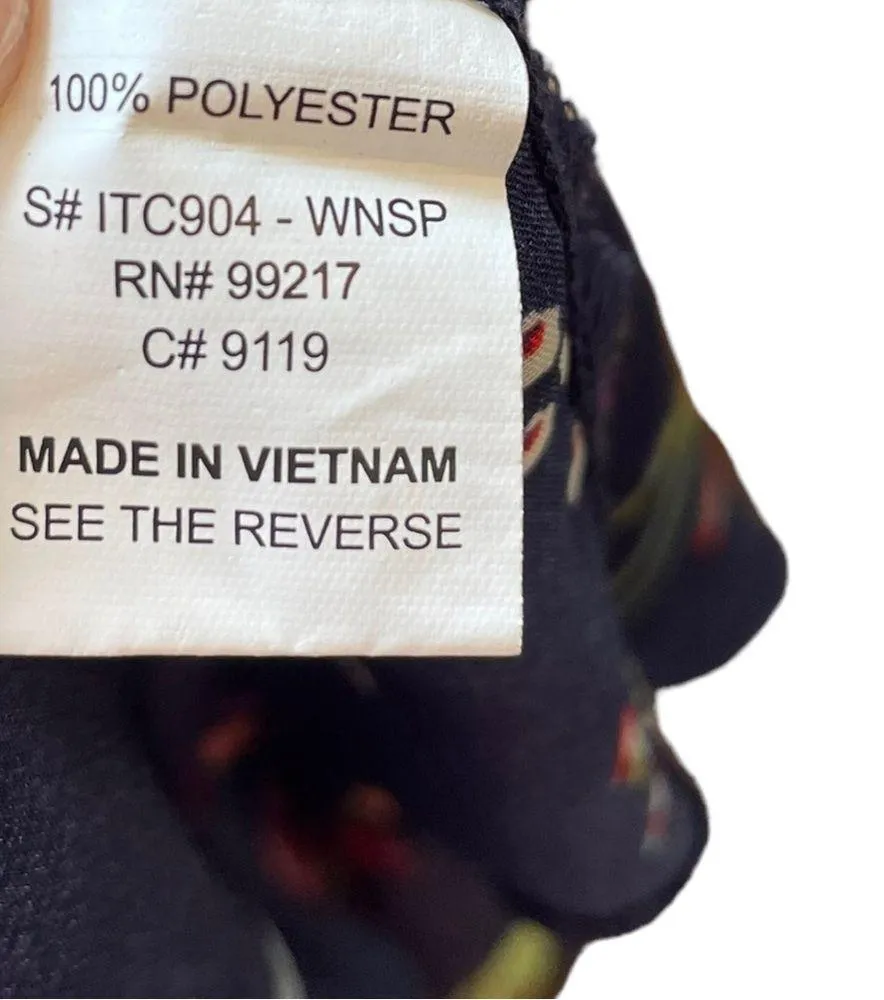 100% POLYESTER
S# ITC904 - WNSP
RN# 99217
C# 9119
MADE IN VIETNAM
SEE THE REVERSE